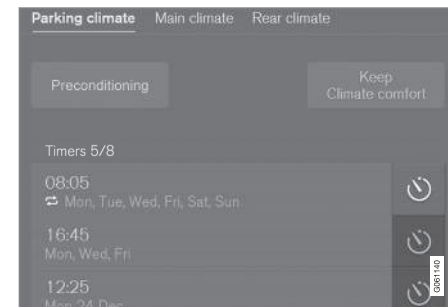 Parking climate Main climate Rear climate
Preconditioning
Keep
Climate comfort
Timers 5/8
08:05
Mon, Tue, Wed, Fri, Sat, Sun
16:45
Mon, Wed, Fri
12:25
Mon 24 Dec
G061140